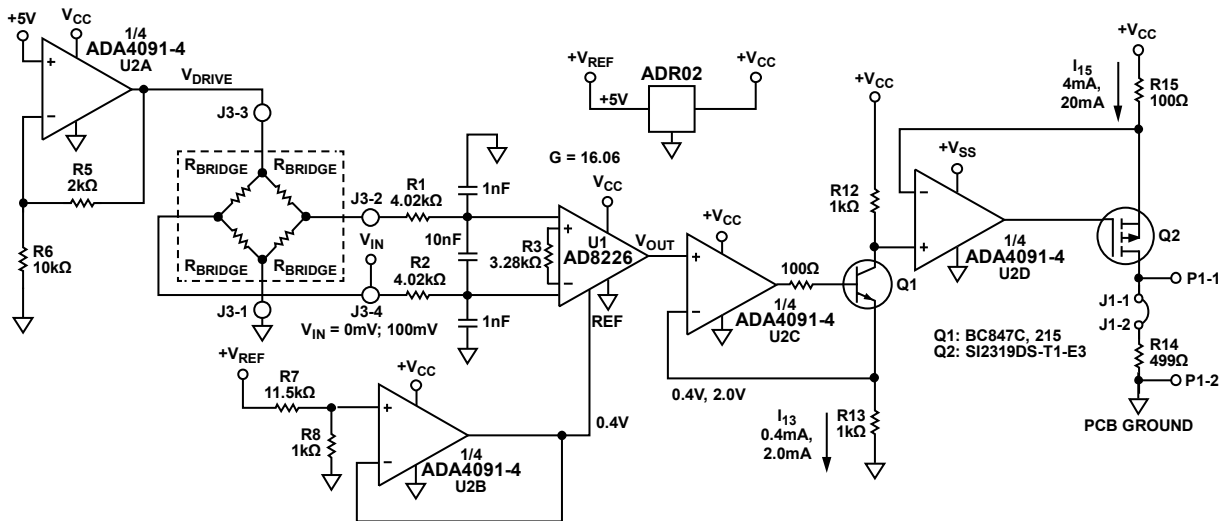 +5V
VCC
1/4
ADA4091-4
U2A
+
−
VDRIVE
J3-3
R5
2kΩ
R6
10kΩ
RBRIDGE
RBRIDGE
RBRIDGE
RBRIDGE
J3-1
J3-2
VIN
J3-4
VIN = 0mV; 100mV
R1
4.02kΩ
R2
4.02kΩ
1nF
10nF
1nF
G = 16.06
R3
3.28kΩ
VCC
+
−
U1
AD8226
REF
VOUT
+VREF
+5V
ADR02
+VCC
+VREF
R7
11.5kΩ
R8
1kΩ
+VCC
+
−
1/4
ADA4091-4
U2B
0.4V
+VCC
+
−
1/4
ADA4091-4
U2C
100Ω
0.4V, 2.0V
+VCC
R12
1kΩ
Q1
I13
0.4mA,
2.0mA
R13
1kΩ
+VSS
−
+
1/4
ADA4091-4
U2D
+VCC
I15
4mA,
20mA
R15
100Ω
Q2
P1-1
J1-1
J1-2
R14
499Ω
P1-2
PCB GROUND
Q1: BC847C, 215
Q2: SI2319DS-T1-E3